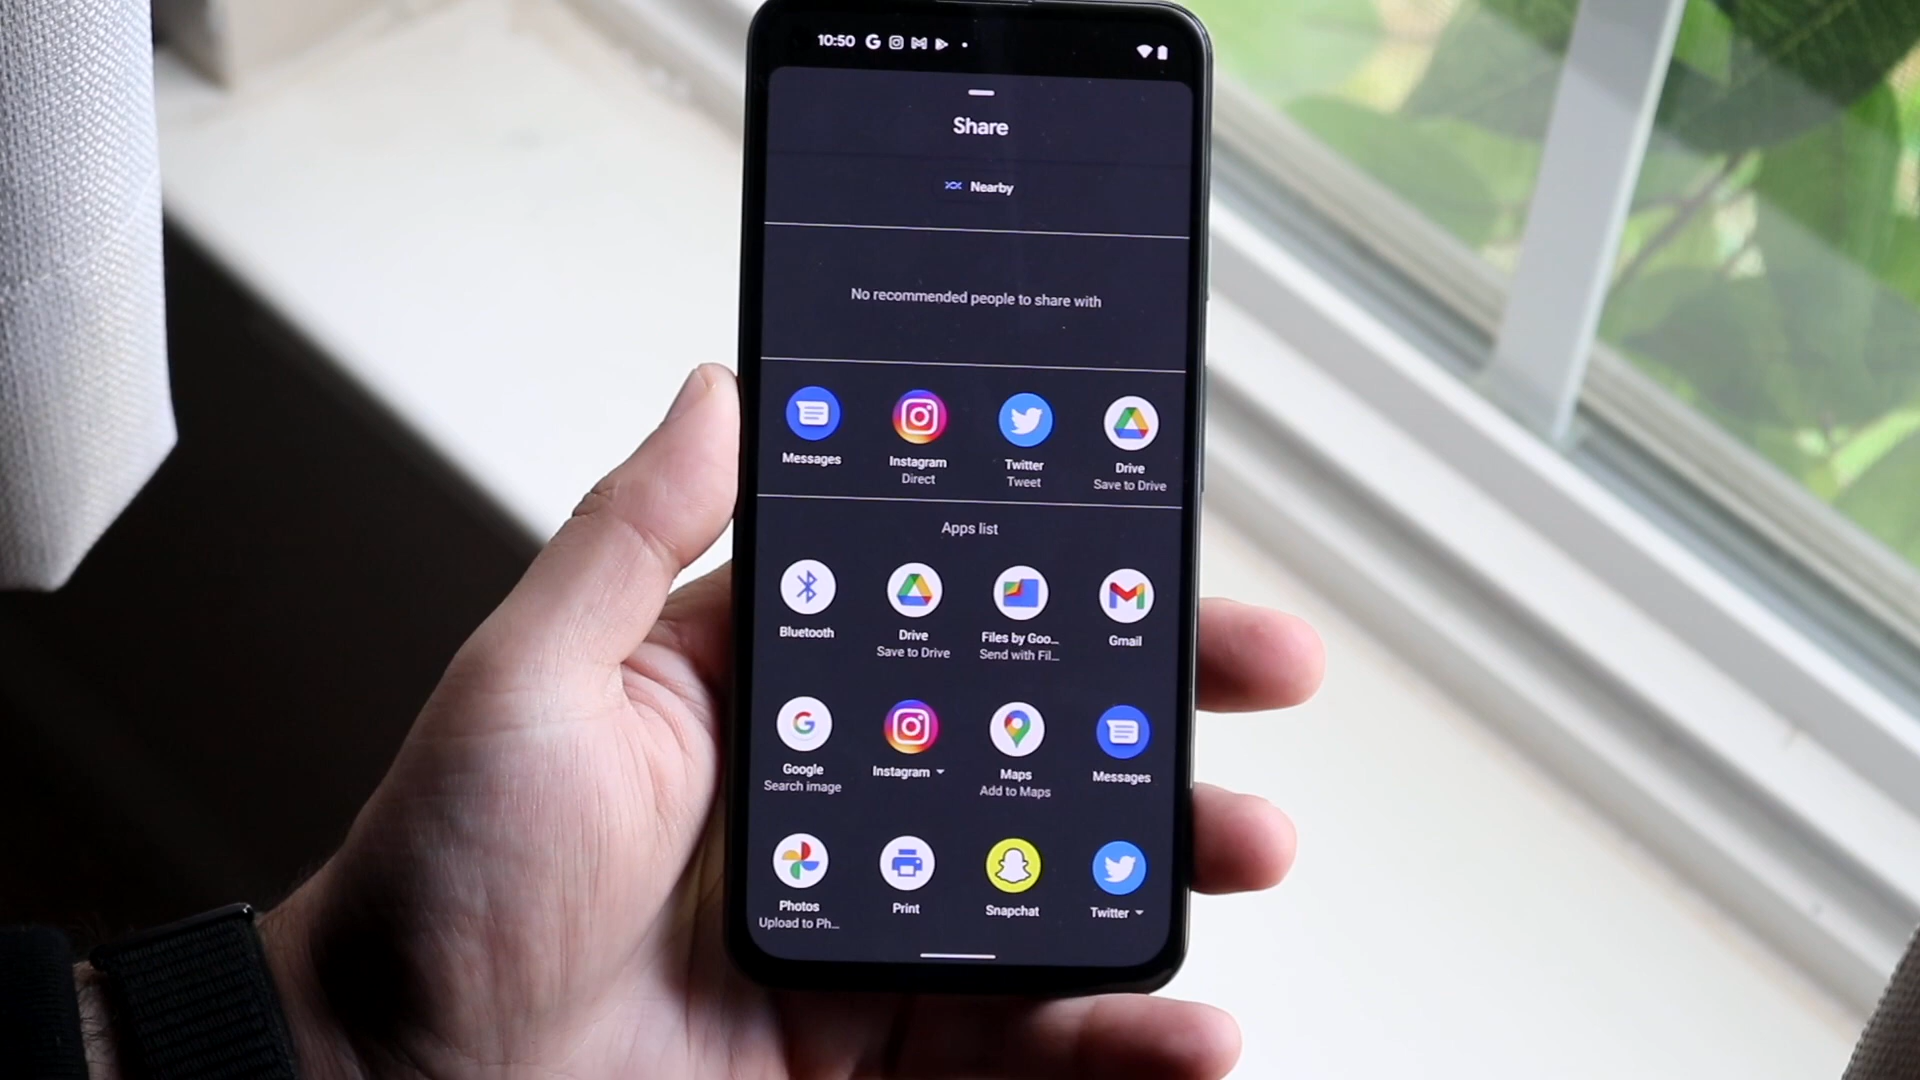 10:50
Share
Nearby
No recommended people to share with
Messages
Instagram
Direct
Twitter
Tweet
Drive
Save to Drive
Apps list
Bluetooth
Drive
Save to Drive
Files by Goo...
Send with Fil...
Gmail
Google
Search image
Instagram
Maps
Add to Maps
Messages
Photos
Upload to Ph...
Print
Snapchat
Twitter